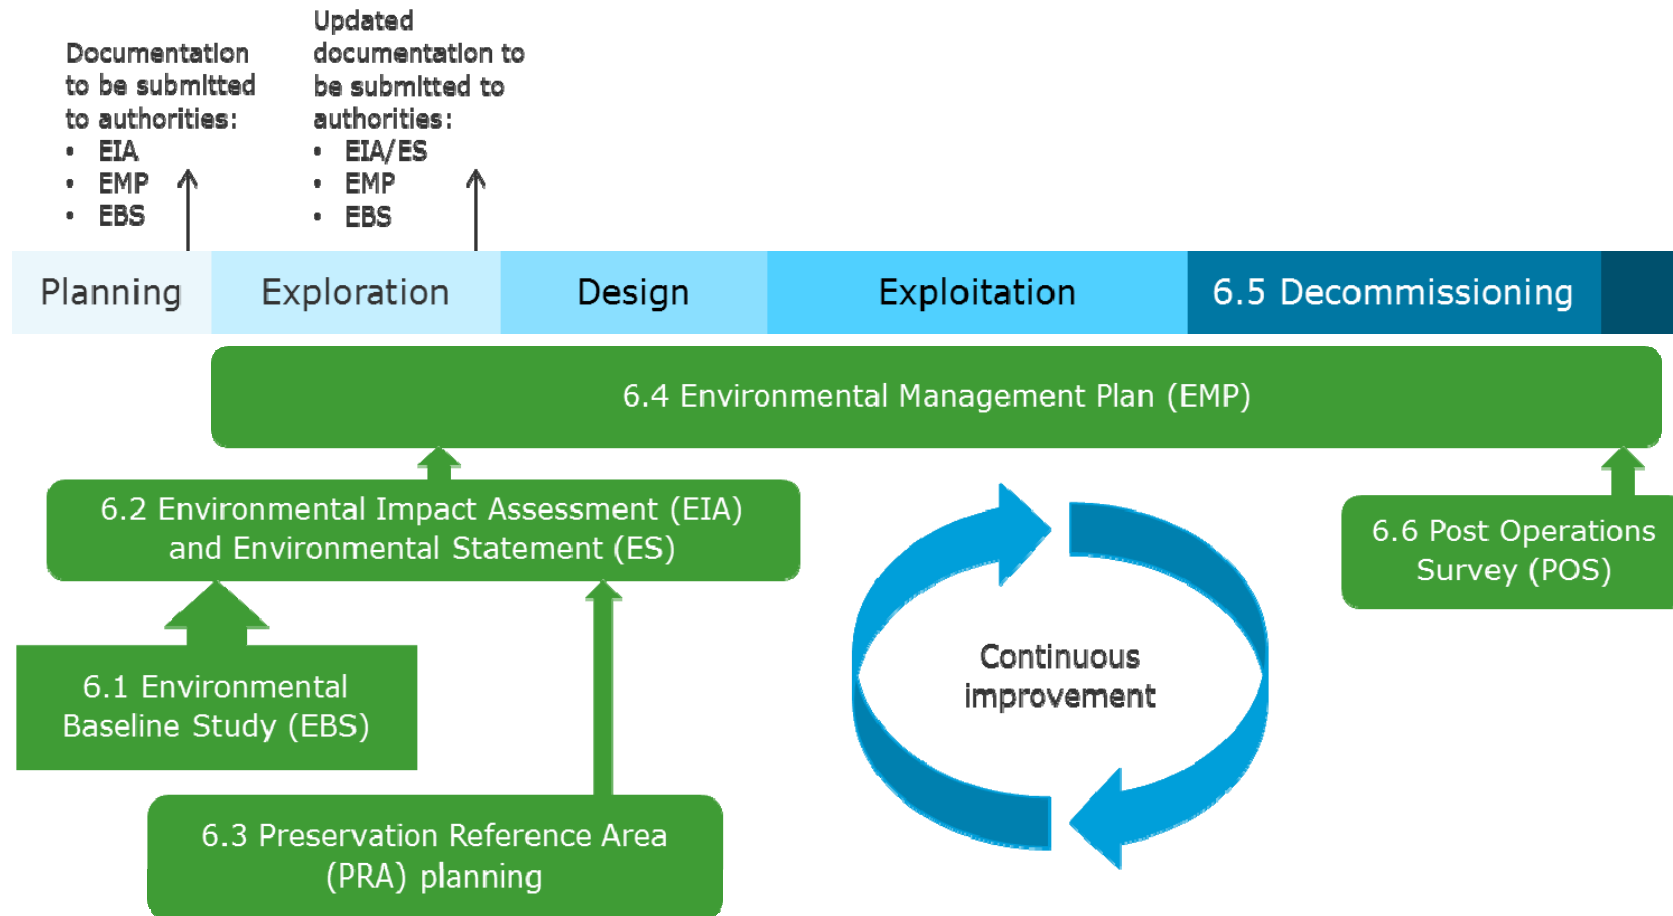 Documentation
to be submitted
to authorities:
• EIA
• EMP
• EBS
Updated
documentation to
be submitted to
authorities:
• EIA/ES
• EMP
• EBS
Planning
Exploration
Design
Exploitation
6.5 Decommissioning
6.4 Environmental Management Plan (EMP)
6.2 Environmental Impact Assessment (EIA)
and Environmental Statement (ES)
6.6 Post Operations
Survey (POS)
6.1 Environmental
Baseline Study (EBS)
Continuous
improvement
6.3 Preservation Reference Area
(PRA) planning